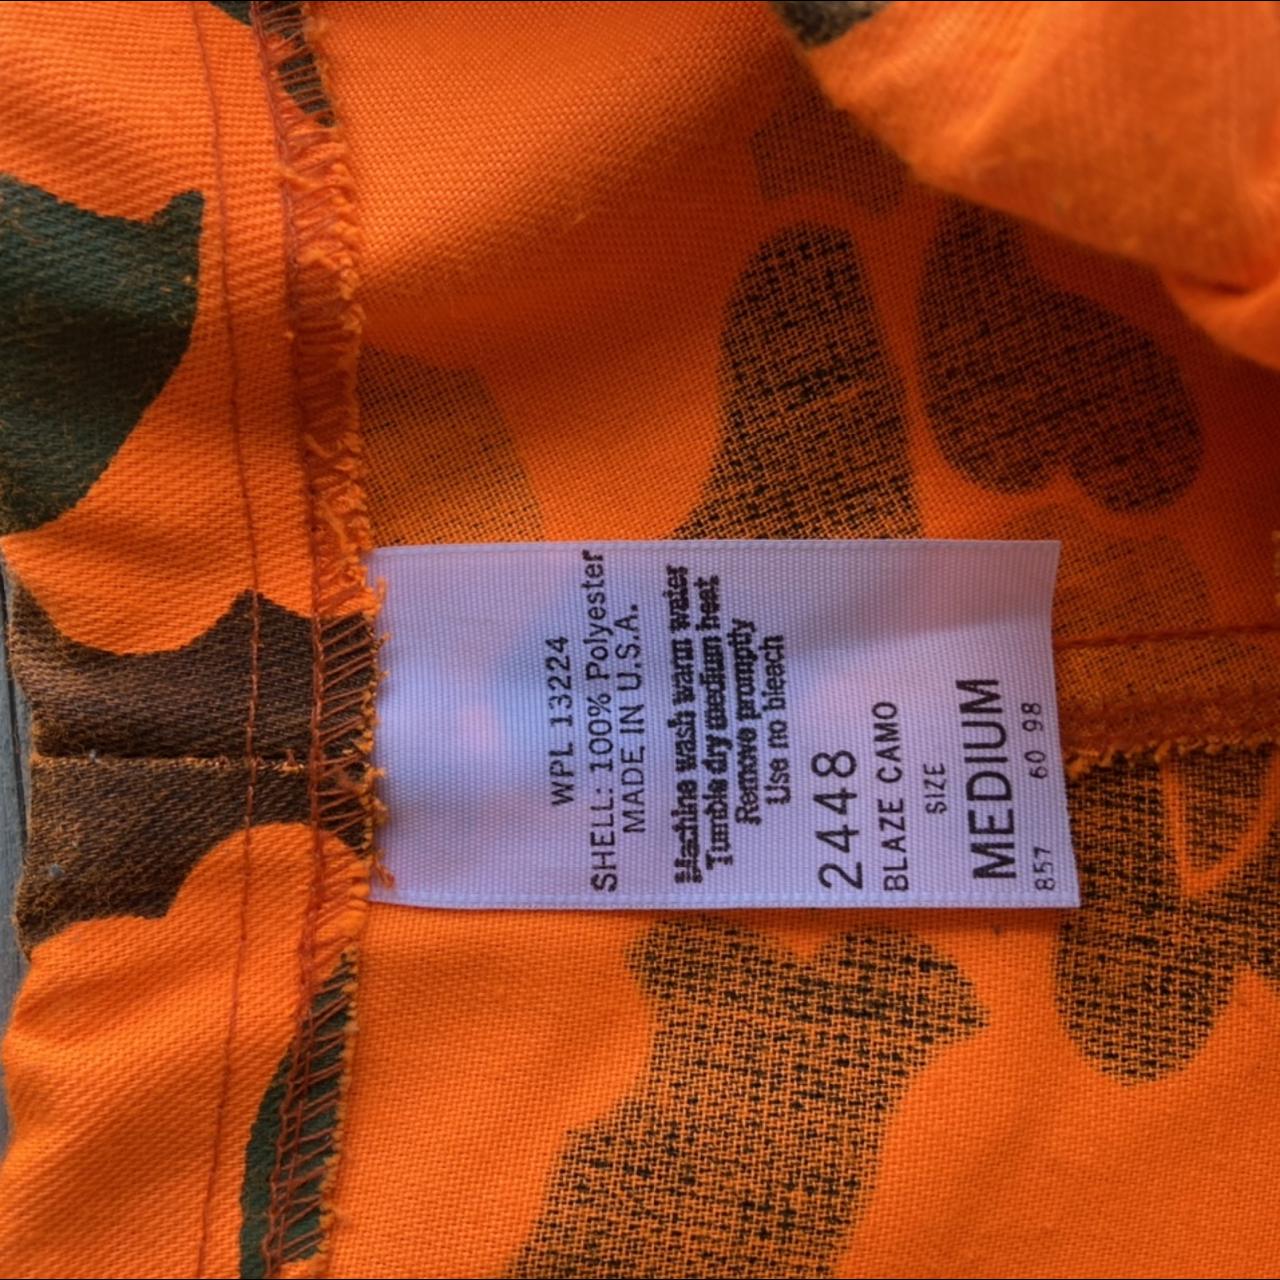 WPL 13224
SHELL: 100% Polyester
MADE IN U.S.A.
Machine wash warm water
Tumble dry medium heat
Remove promptly
Use no bleach
2448
BLAZE CAMO
SIZE
MEDIUM
857 60 98